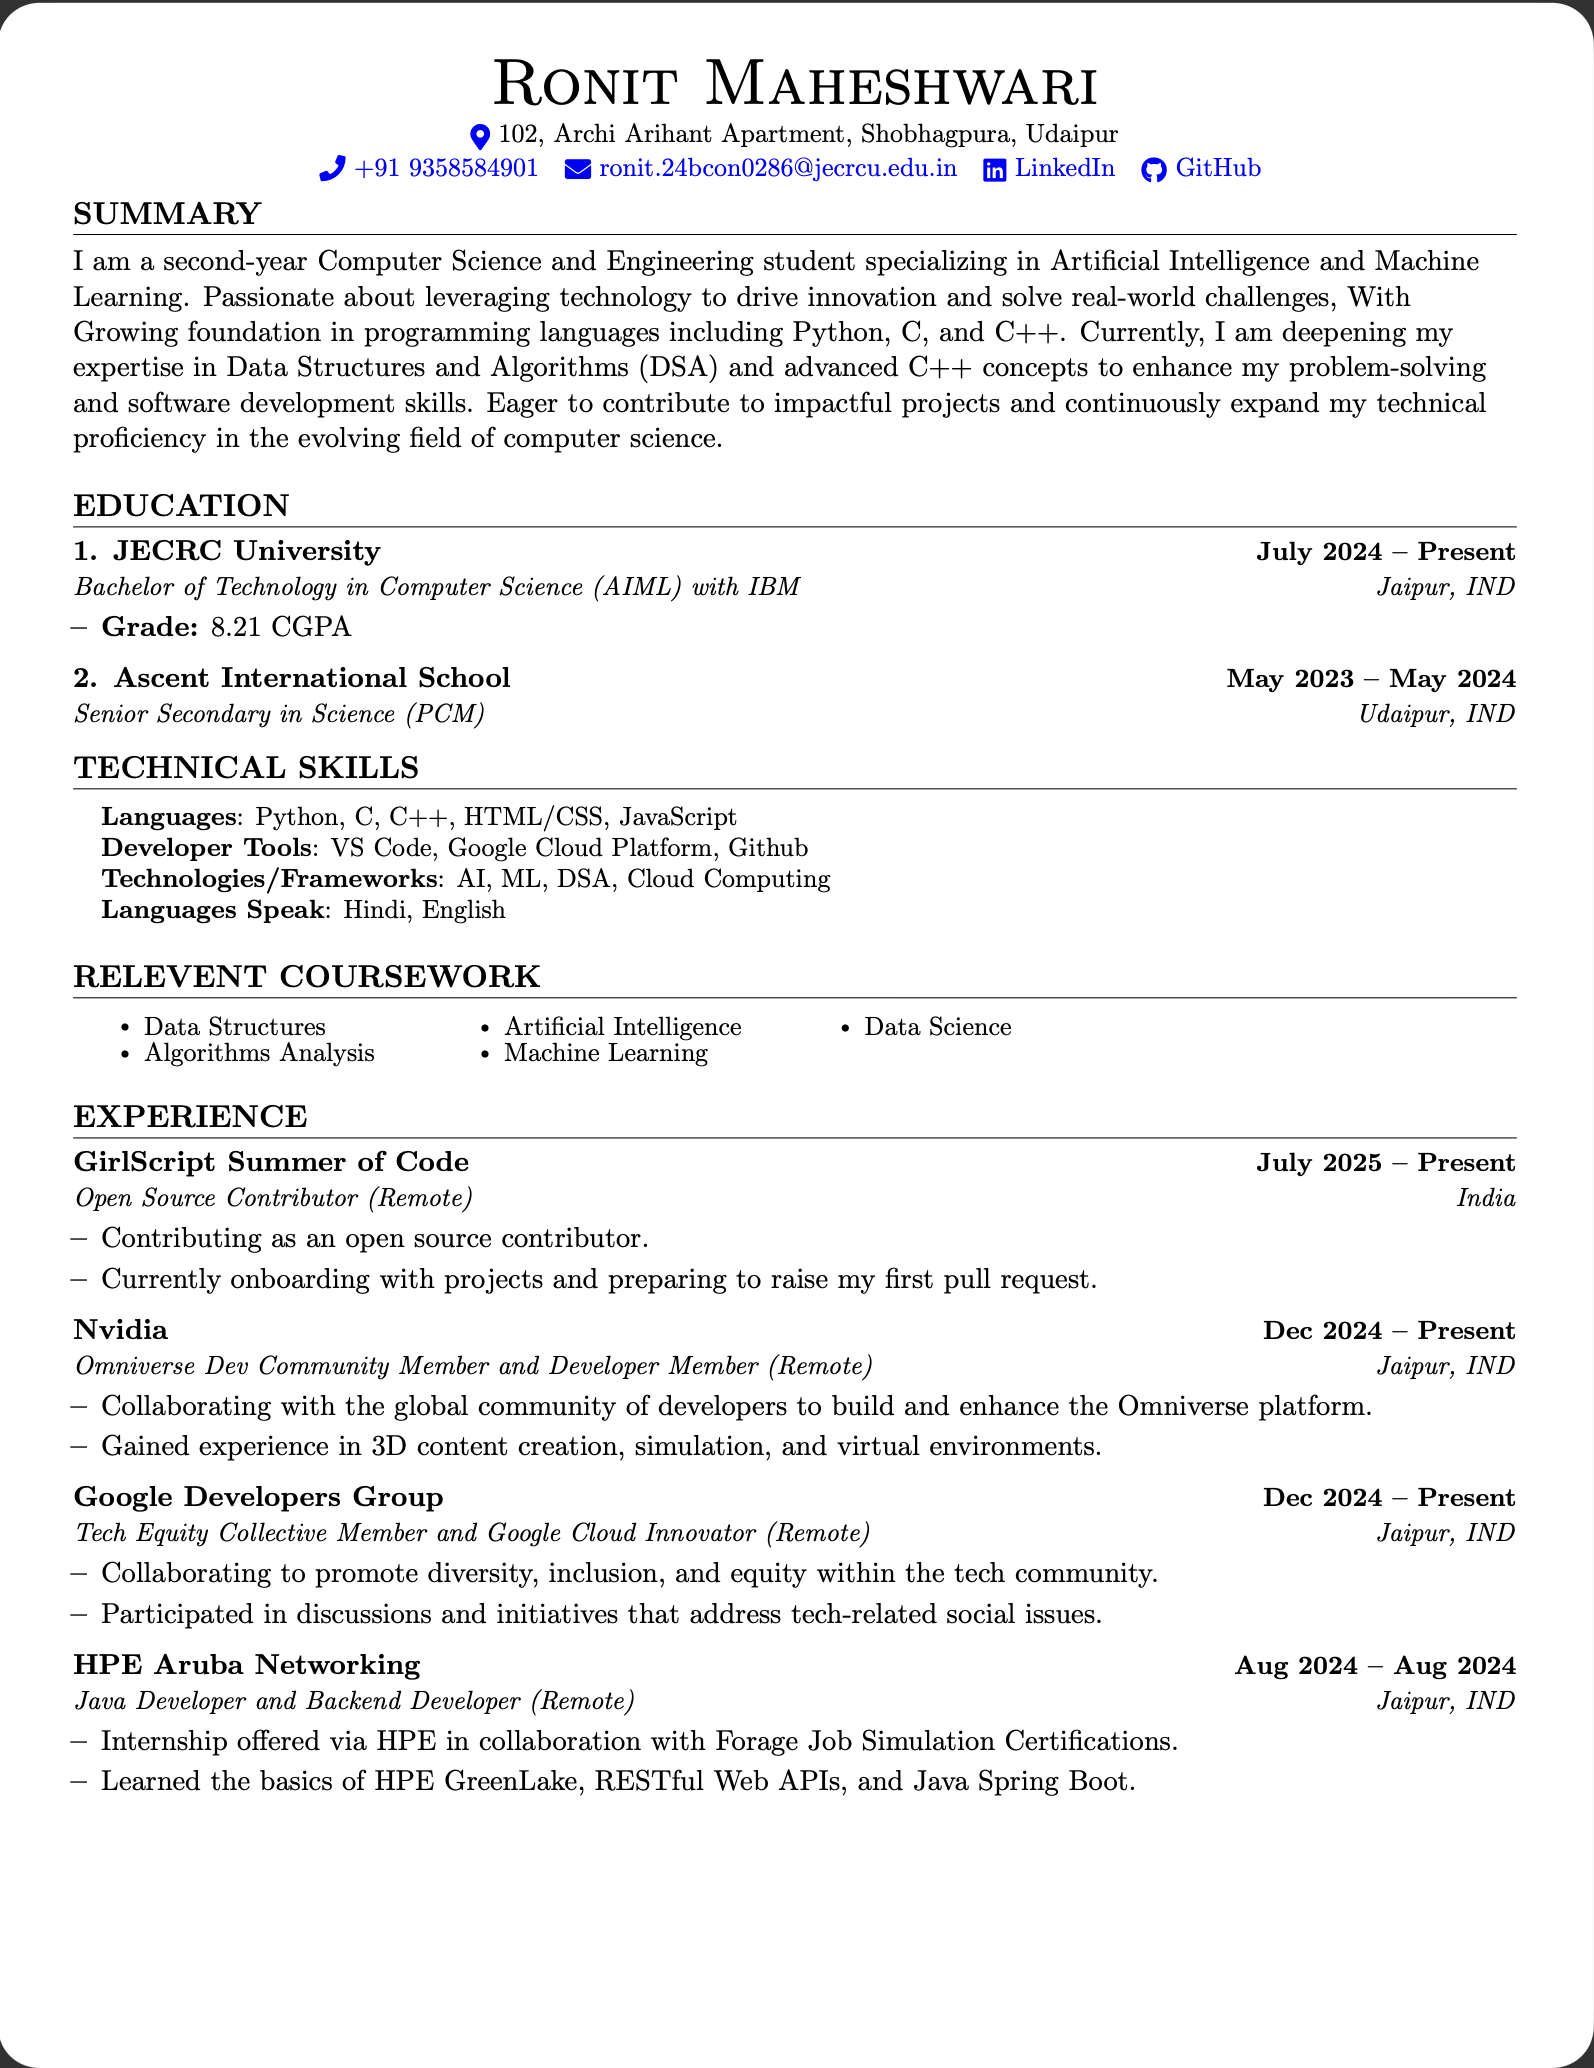 Ronit Maheshwari
102, Archi Arihant Apartment, Shobhagpura, Udaipur
+91 9358584901 ronit.24bcon0286@jecrcu.edu.in LinkedIn GitHub
SUMMARY
I am a second-year Computer Science and Engineering student specializing in Artificial Intelligence and Machine
Learning. Passionate about leveraging technology to drive innovation and solve real-world challenges, With
Growing foundation in programming languages including Python, C, and C++. Currently, I am deepening my
expertise in Data Structures and Algorithms (DSA) and advanced C++ concepts to enhance my problem-solving
and software development skills. Eager to contribute to impactful projects and continuously expand my technical
proficiency in the evolving field of computer science.
EDUCATION
1. JECRC University July 2024 – Present
Bachelor of Technology in Computer Science (AIML) with IBM Jaipur, IND
– Grade: 8.21 CGPA
2. Ascent International School May 2023 – May 2024
Senior Secondary in Science (PCM) Udaipur, IND
TECHNICAL SKILLS
Languages: Python, C, C++, HTML/CSS, JavaScript
Developer Tools: VS Code, Google Cloud Platform, Github
Technologies/Frameworks: AI, ML, DSA, Cloud Computing
Languages Speak: Hindi, English
RELEVENT COURSEWORK
• Data Structures • Artificial Intelligence • Data Science
• Algorithms Analysis • Machine Learning
EXPERIENCE
GirlScript Summer of Code July 2025 – Present
Open Source Contributor (Remote) India
– Contributing as an open source contributor.
– Currently onboarding with projects and preparing to raise my first pull request.
Nvidia Dec 2024 – Present
Omniverse Dev Community Member and Developer Member (Remote) Jaipur, IND
– Collaborating with the global community of developers to build and enhance the Omniverse platform.
– Gained experience in 3D content creation, simulation, and virtual environments.
Google Developers Group Dec 2024 – Present
Tech Equity Collective Member and Google Cloud Innovator (Remote) Jaipur, IND
– Collaborating to promote diversity, inclusion, and equity within the tech community.
– Participated in discussions and initiatives that address tech-related social issues.
HPE Aruba Networking Aug 2024 – Aug 2024
Java Developer and Backend Developer (Remote) Jaipur, IND
– Internship offered via HPE in collaboration with Forage Job Simulation Certifications.
– Learned the basics of HPE GreenLake, RESTful Web APIs, and Java Spring Boot.